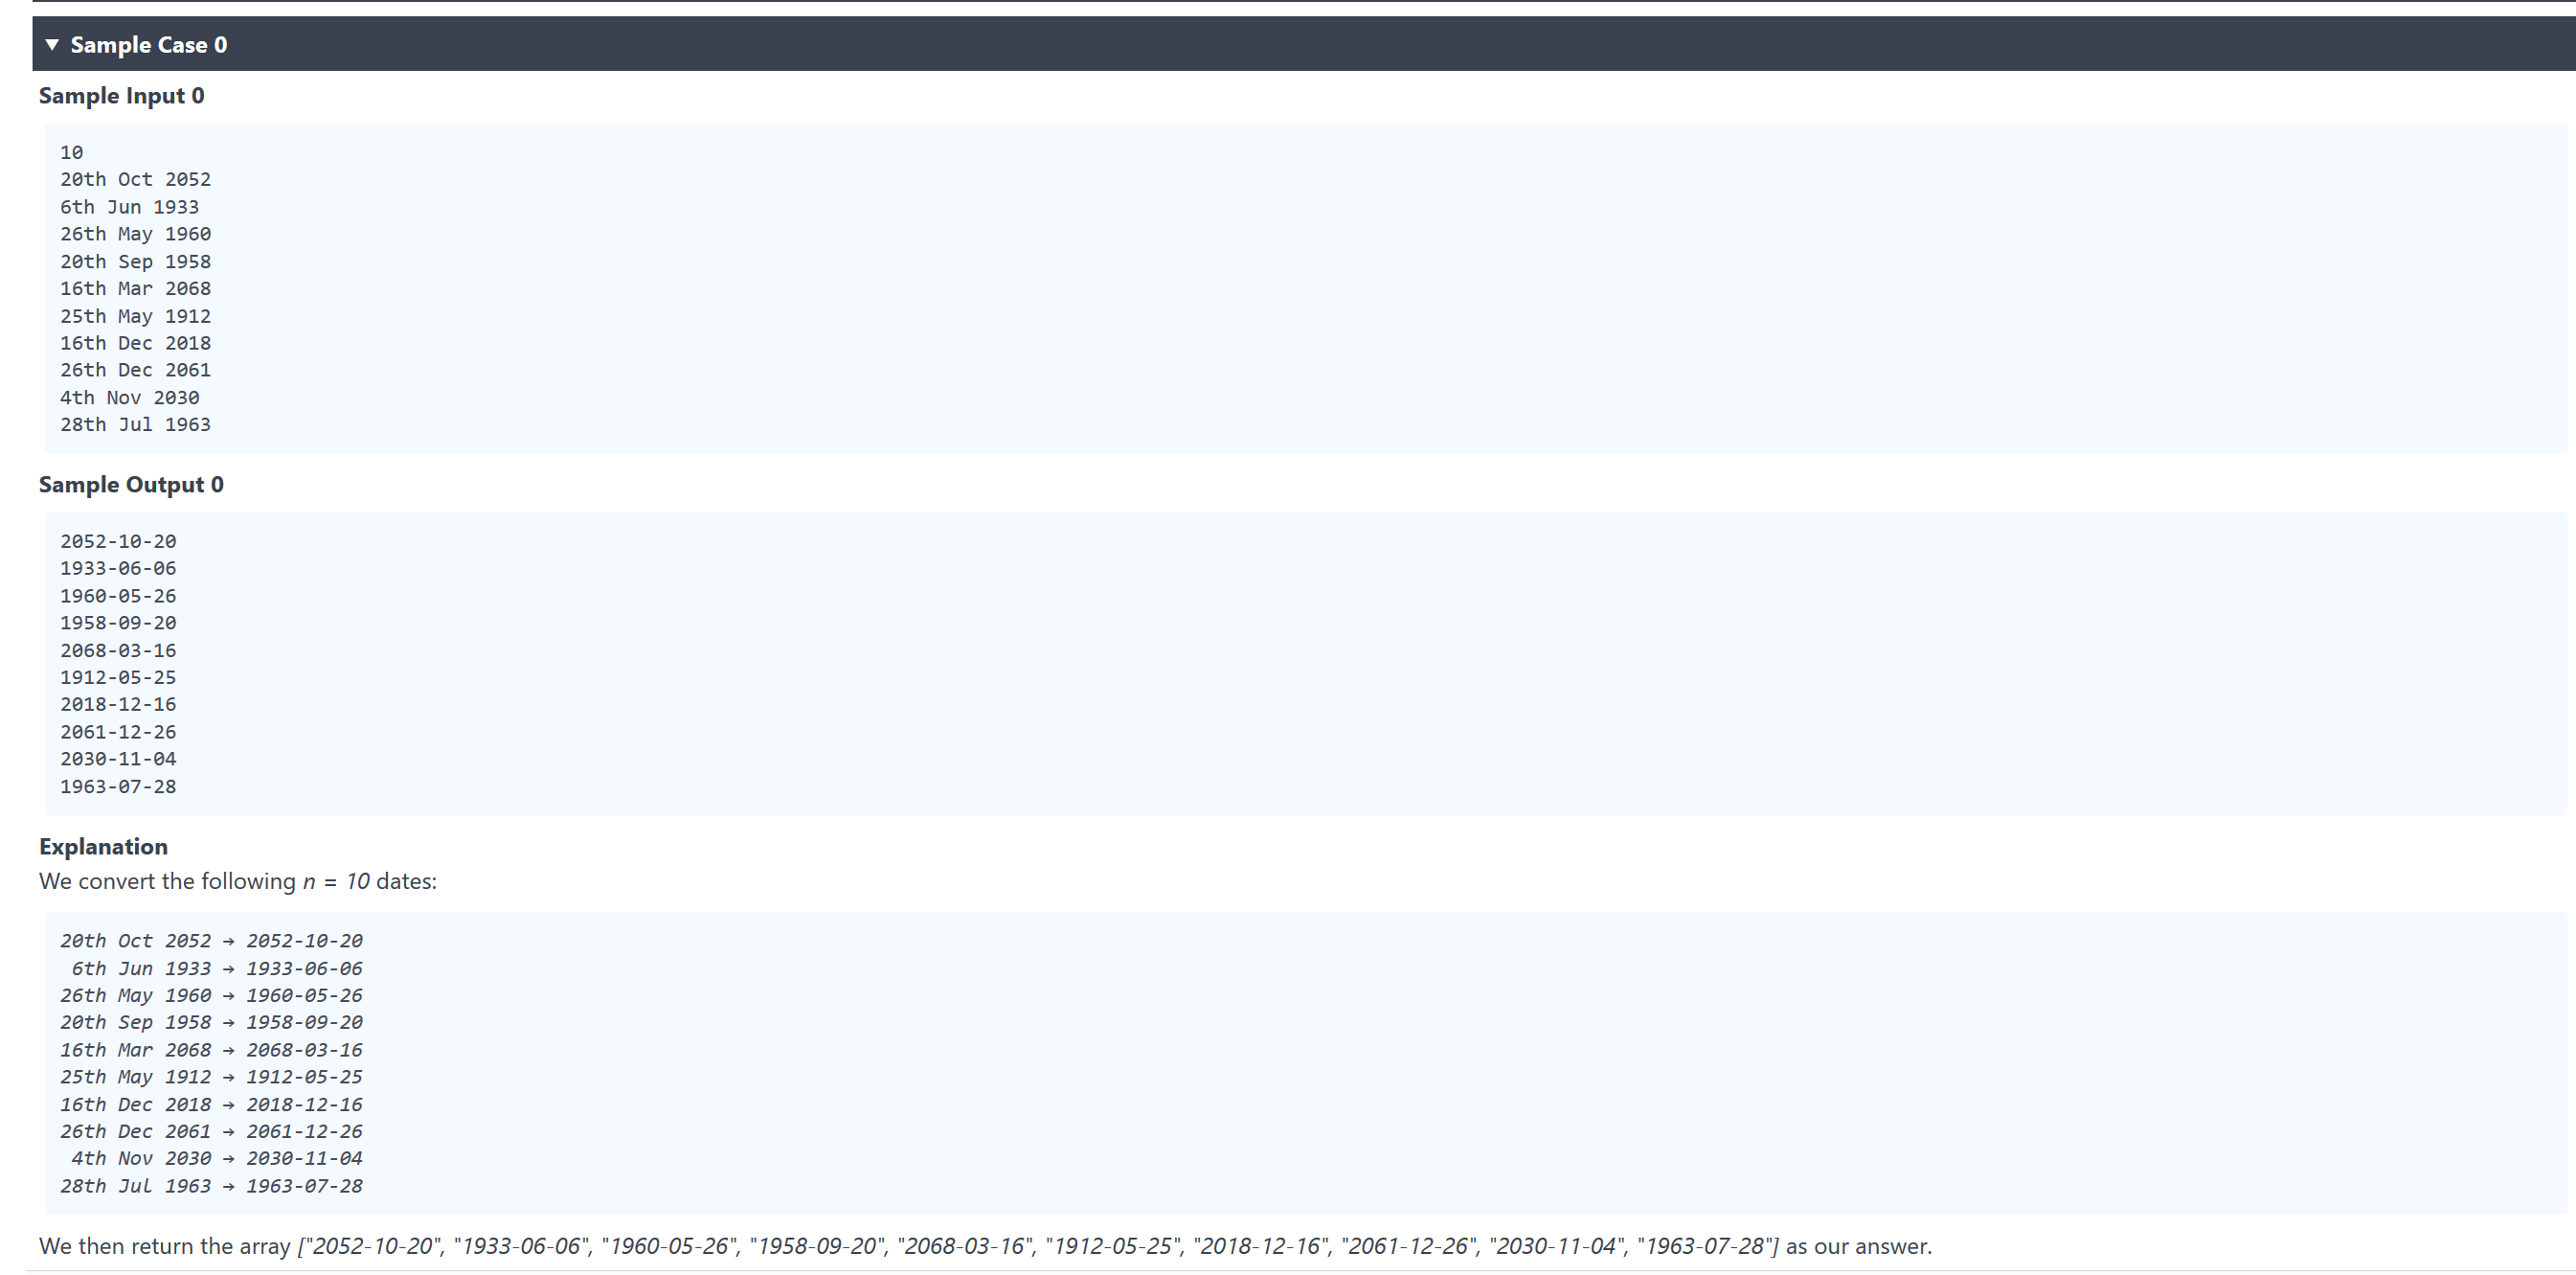 ▼ Sample Case 0
Sample Input 0
10
20th Oct 2052
6th Jun 1933
26th May 1960
20th Sep 1958
16th Mar 2068
25th May 1912
16th Dec 2018
26th Dec 2061
4th Nov 2030
28th Jul 1963
Sample Output 0
2052-10-20
1933-06-06
1960-05-26
1958-09-20
2068-03-16
1912-05-25
2018-12-16
2061-12-26
2030-11-04
1963-07-28
Explanation
We convert the following n = 10 dates:
20th Oct 2052 → 2052-10-20
6th Jun 1933 → 1933-06-06
26th May 1960 → 1960-05-26
20th Sep 1958 → 1958-09-20
16th Mar 2068 → 2068-03-16
25th May 1912 → 1912-05-25
16th Dec 2018 → 2018-12-16
26th Dec 2061 → 2061-12-26
4th Nov 2030 → 2030-11-04
28th Jul 1963 → 1963-07-28
We then return the array ["2052-10-20", "1933-06-06", "1960-05-26", "1958-09-20", "2068-03-16", "1912-05-25", "2018-12-16", "2061-12-26", "2030-11-04", "1963-07-28"] as our answer.